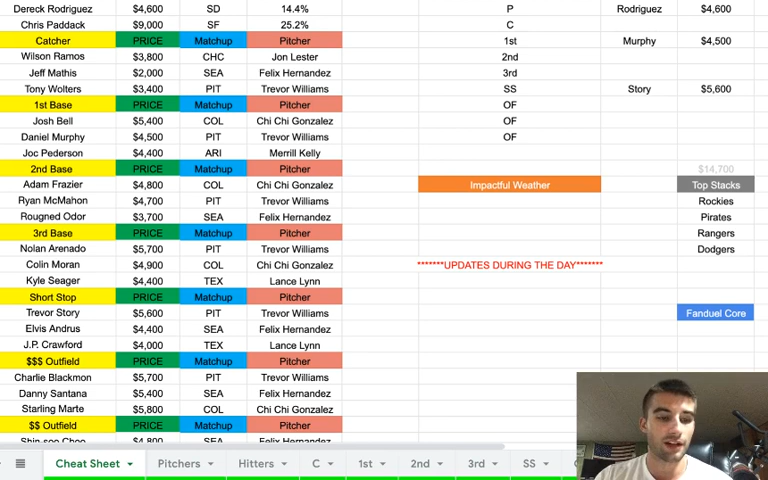 Dereck Rodriguez $4,600 SD 14.4% P Rodriguez $4,600
Chris Paddack $9,000 SF 25.2% C
Catcher PRICE Matchup Pitcher 1st Murphy $4,500
Wilson Ramos $3,800 CHC Jon Lester 2nd
Jeff Mathis $2,000 SEA Felix Hernandez 3rd
Tony Wolters $3,400 PIT Trevor Williams SS Story $5,600
1st Base PRICE Matchup Pitcher OF
Josh Bell $5,400 COL Chi Chi Gonzalez OF
Daniel Murphy $4,500 PIT Trevor Williams OF
Joc Pederson $4,400 ARI Merrill Kelly
2nd Base PRICE Matchup Pitcher $14,700
Adam Frazier $4,800 COL Chi Chi Gonzalez Impactful Weather Top Stacks
Ryan McMahon $4,700 PIT Trevor Williams Rockies
Rougned Odor $3,700 SEA Felix Hernandez Pirates
3rd Base PRICE Matchup Pitcher Rangers
Nolan Arenado $5,700 PIT Trevor Williams Dodgers
Colin Moran $4,900 COL Chi Chi Gonzalez *******UPDATES DURING THE DAY*******
Kyle Seager $4,400 TEX Lance Lynn
Short Stop PRICE Matchup Pitcher
Trevor Story $5,600 PIT Trevor Williams Fanduel Core
Elvis Andrus $4,400 SEA Felix Hernandez
J.P. Crawford $4,000 TEX Lance Lynn
$$$ Outfield PRICE Matchup Pitcher
Charlie Blackmon $5,700 PIT Trevor Williams
Danny Santana $5,400 SEA Felix Hernandez
Starling Marte $5,800 COL Chi Chi Gonzalez
$$ Outfield PRICE Matchup Pitcher
Shin-soo Choo $4,800 SEA Felix Hernandez
Cheat Sheet Pitchers Hitters C 1st 2nd 3rd SS